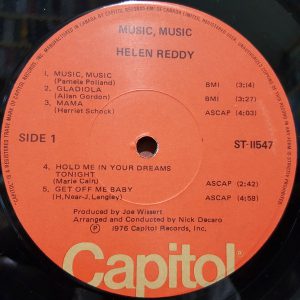 MUSIC, MUSIC
HELEN REDDY
1. MUSIC, MUSIC
(Pamela Polland) BMI (3:14)
2. GLADIOLA
(Allan Gordon) BMI (3:27)
3. MAMA
(Harriet Schock) ASCAP (4:03)
SIDE 1 ST-11547
4. HOLD ME IN YOUR DREAMS
TONIGHT
(Marie Cain) ASCAP (2:42)
5. GET OFF ME BABY
(H.Near-J.Langley) ASCAP (4:58)
Produced by Joe Wissert
Arranged and Conducted by Nick Decaro
Ⓟ 1976 Capitol Records, Inc.
Capitol